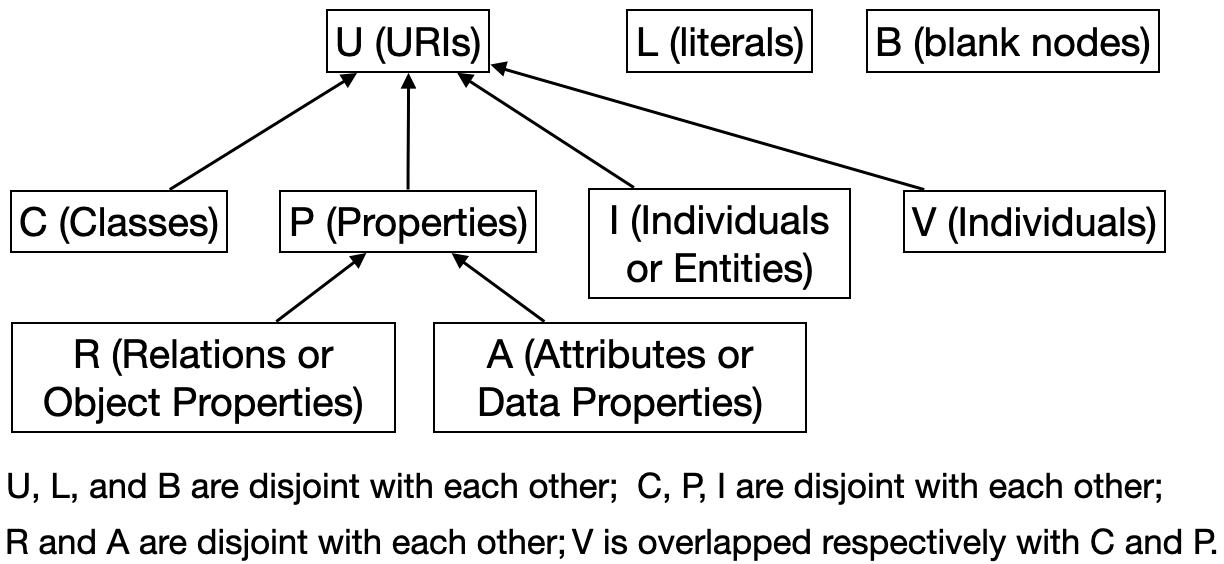 U (URIs)
L (literals)
B (blank nodes)
C (Classes)
P (Properties)
I (Individuals
or Entities)
V (Individuals)
R (Relations or
Object Properties)
A (Attributes or
Data Properties)
U, L, and B are disjoint with each other;  C, P, I are disjoint with each other;
R and A are disjoint with each other; V is overlapped respectively with C and P.